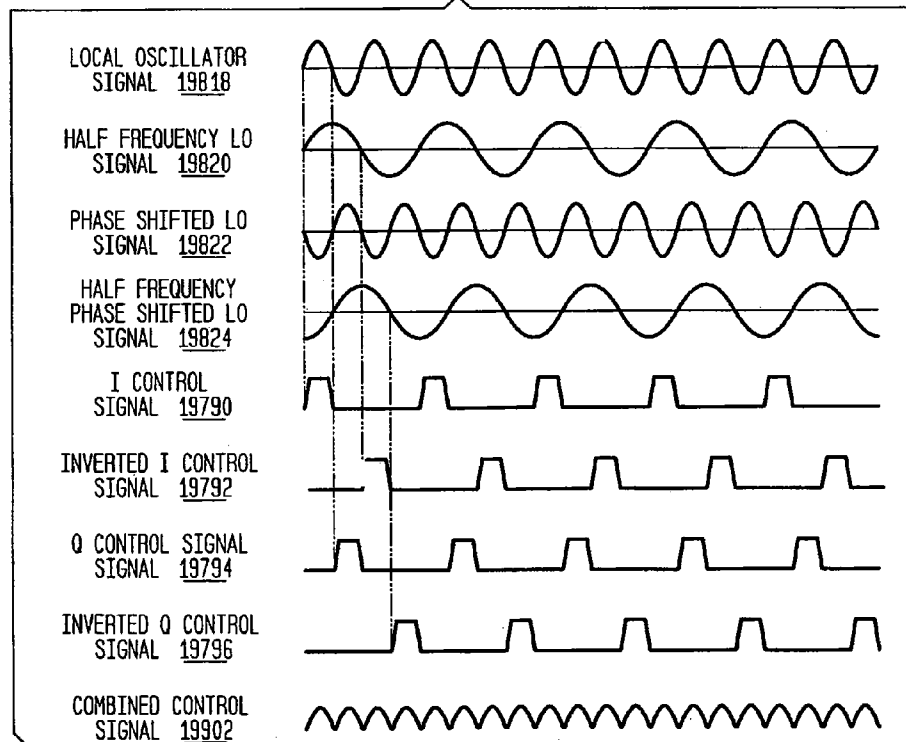 LOCAL OSCILLATOR
SIGNAL 19818
HALF FREQUENCY LO
SIGNAL 19820
PHASE SHIFTED LO
SIGNAL 19822
HALF FREQUENCY
PHASE SHIFTED LO
SIGNAL 19824
I CONTROL
SIGNAL 19790
INVERTED I CONTROL
SIGNAL 19792
Q CONTROL SIGNAL
SIGNAL 19794
INVERTED Q CONTROL
SIGNAL 19796
COMBINED CONTROL
SIGNAL 19902